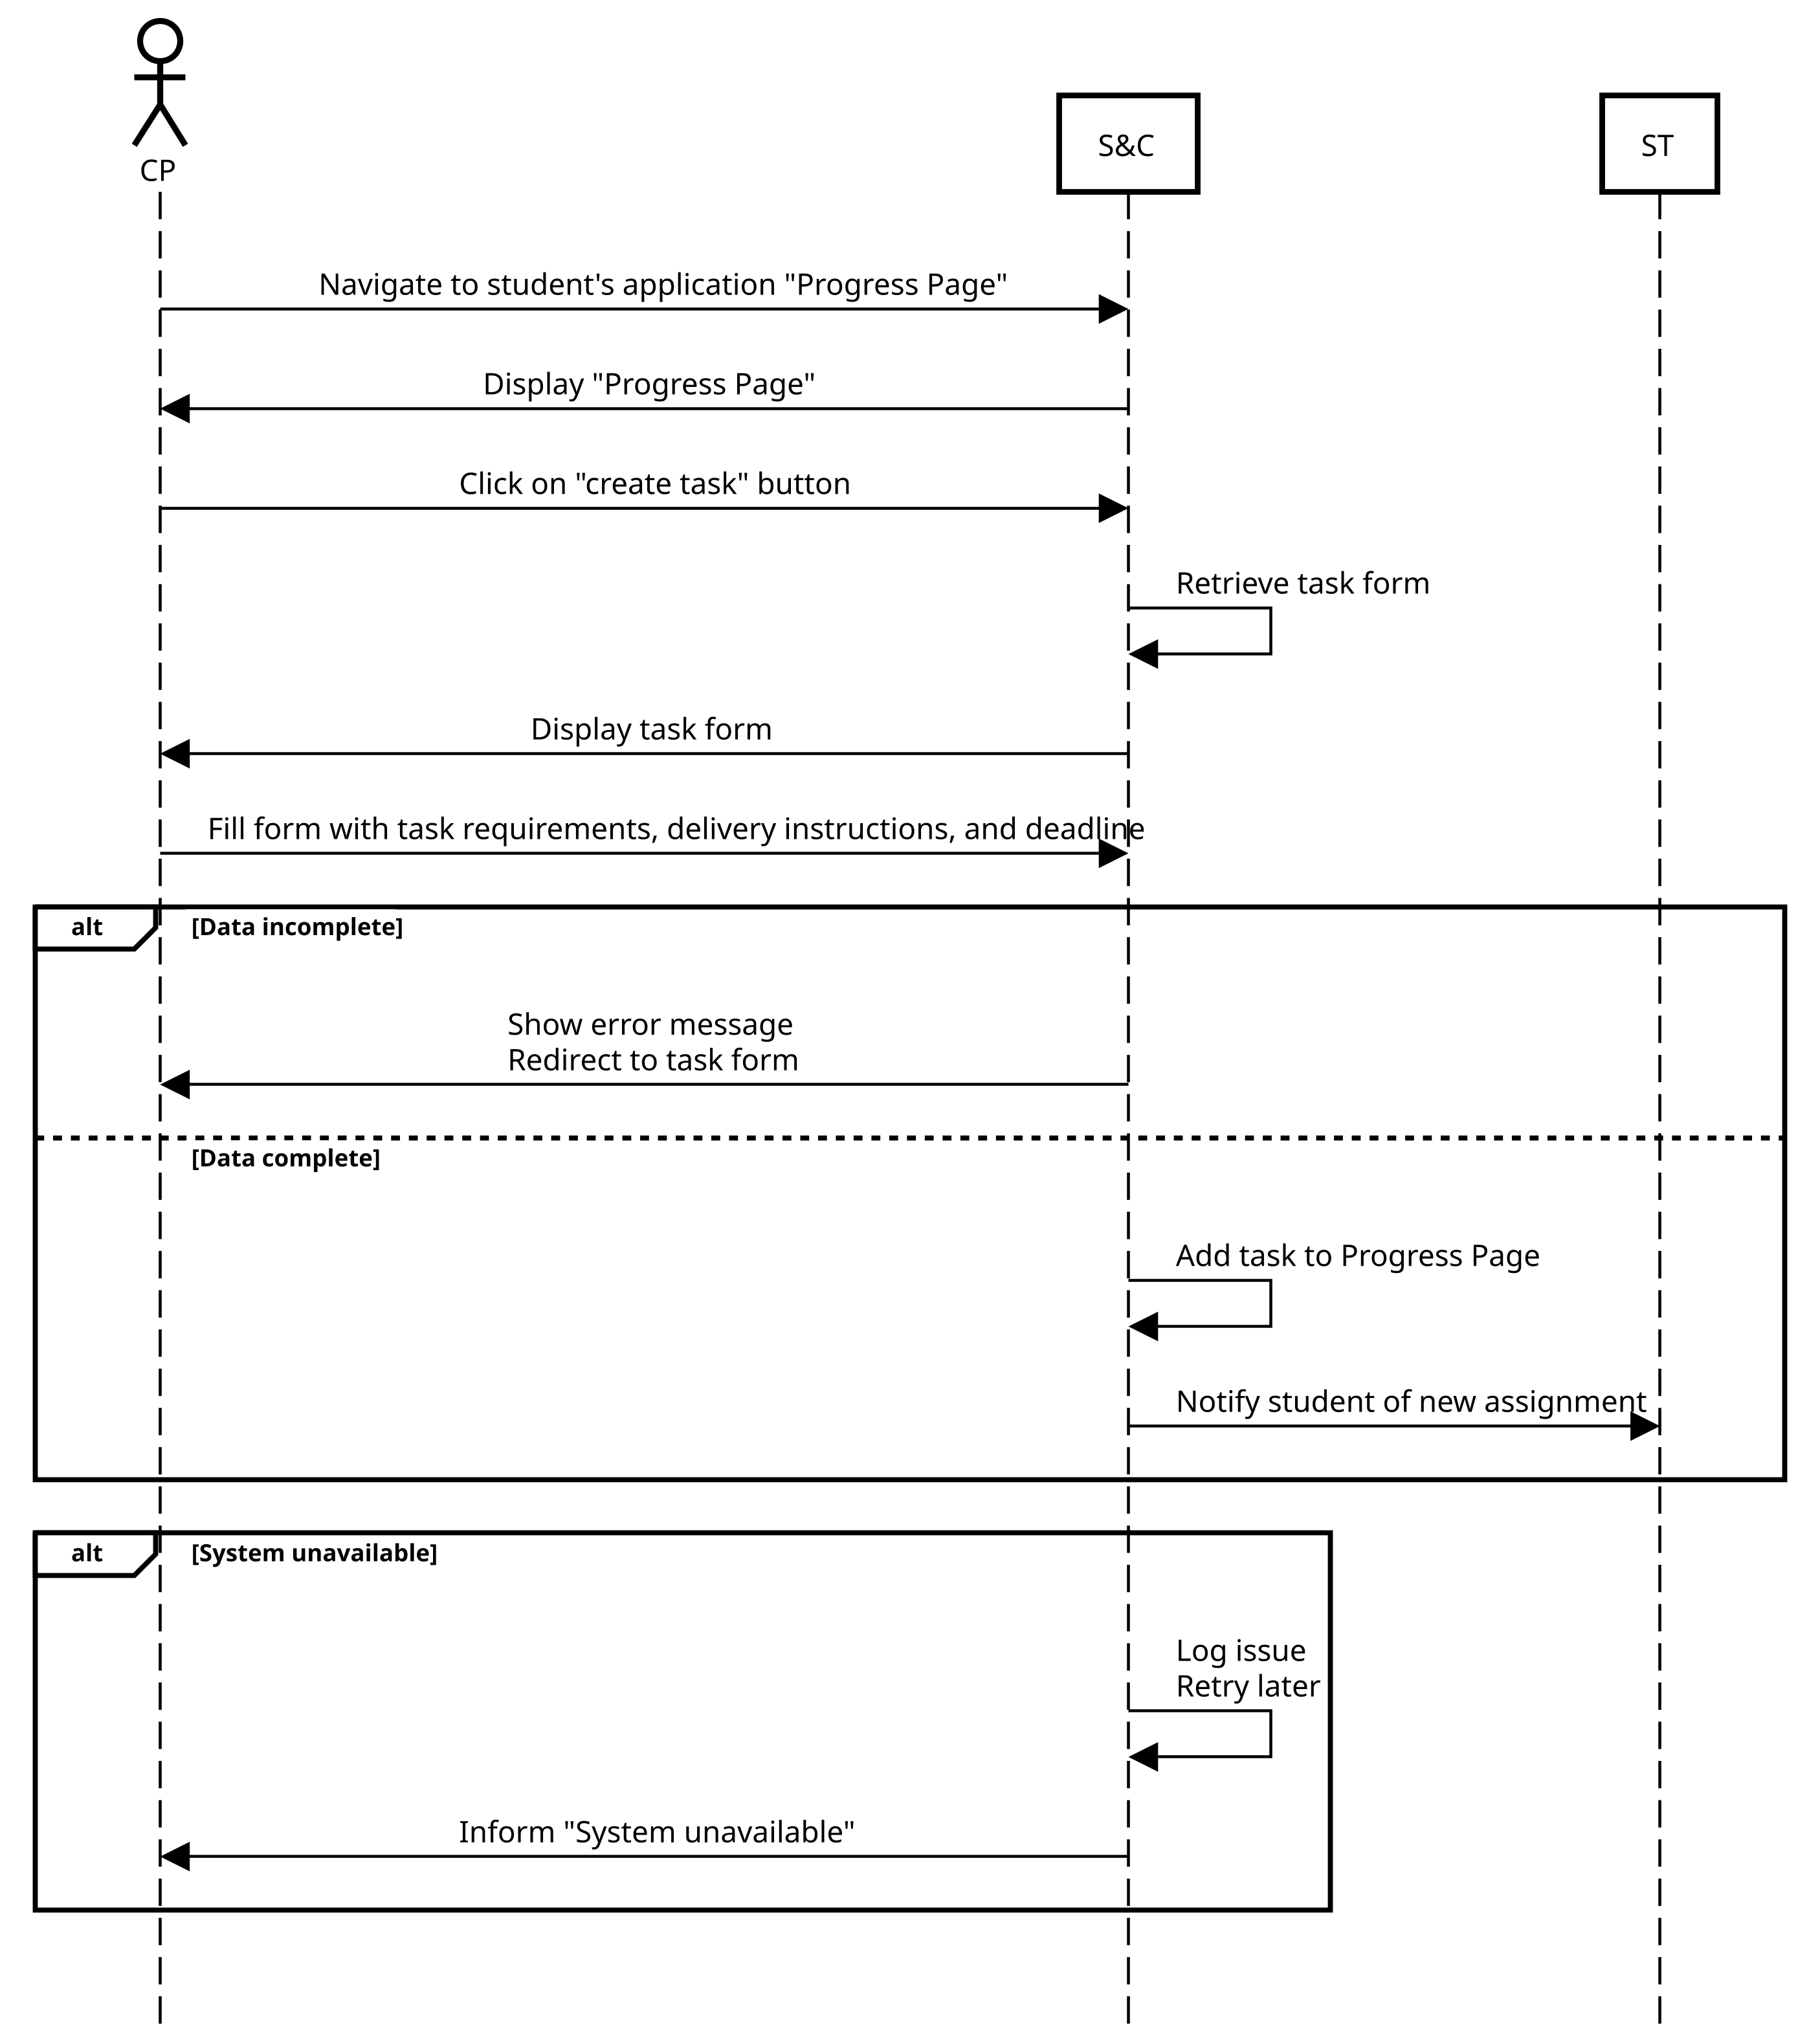 CP
S&C
ST
Navigate to student's application "Progress Page"
Display "Progress Page"
Click on "create task" button
Retrieve task form
Display task form
Fill form with task requirements, delivery instructions, and deadline
alt
[Data incomplete]
Show error message
Redirect to task form
[Data complete]
Add task to Progress Page
Notify student of new assignment
alt
[System unavailable]
Log issue
Retry later
Inform "System unavailable"